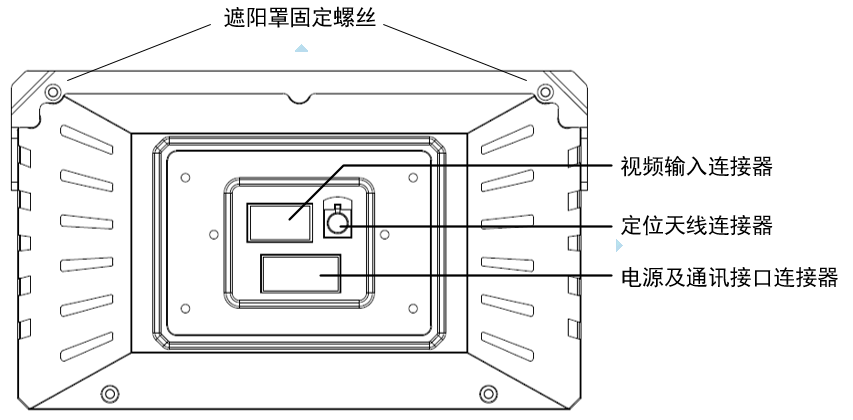 遮阳罩固定螺丝
视频输入连接器
定位天线连接器
电源及通讯接口连接器